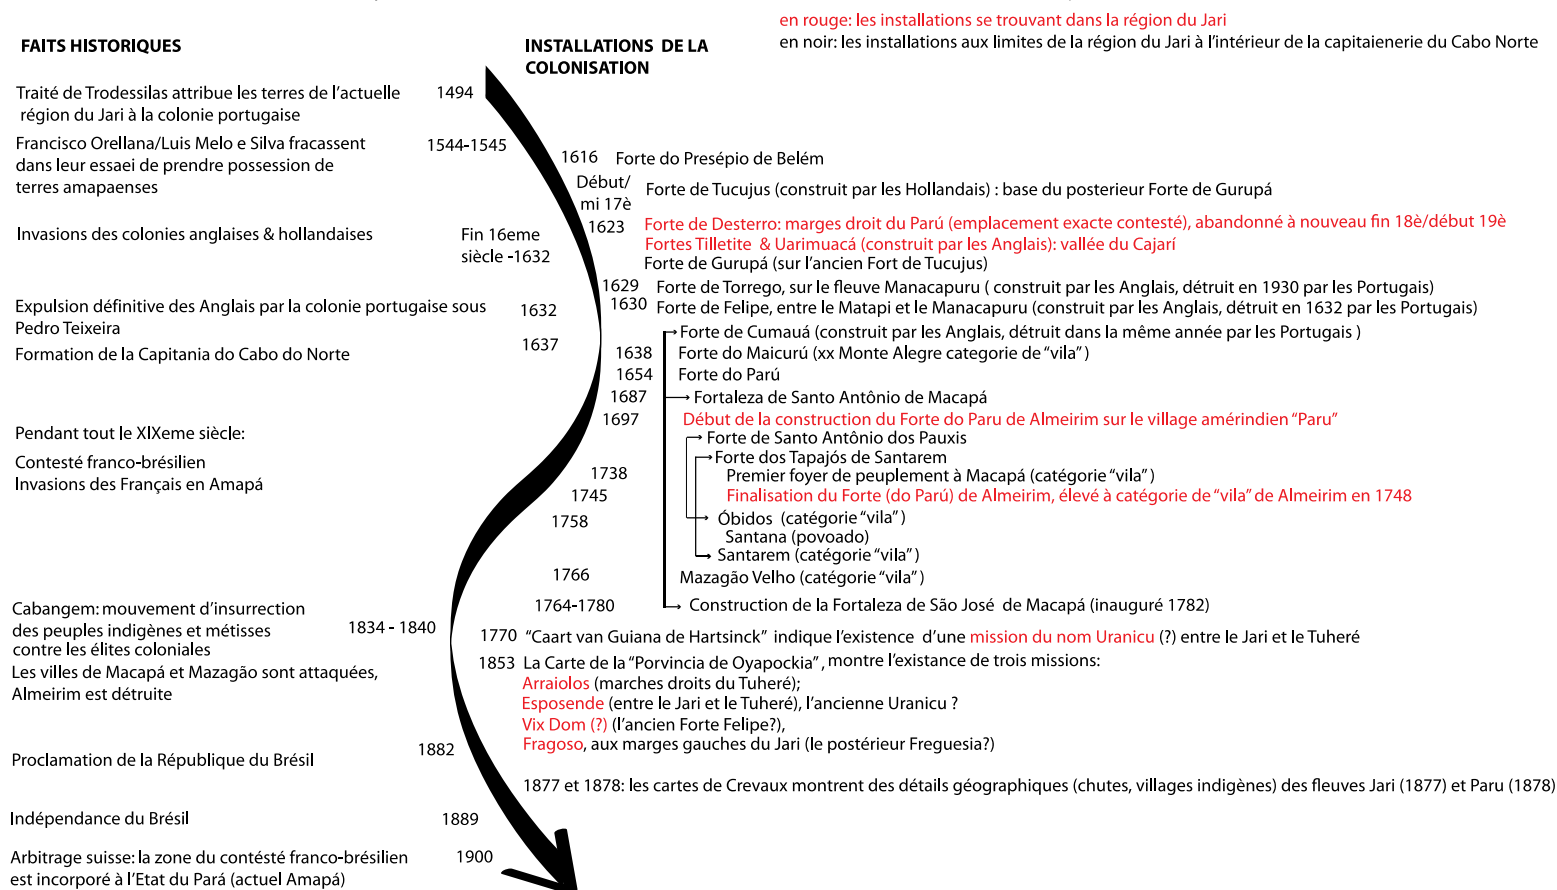 en rouge: les installations se trouvant dans la région du Jari
en noir: les installations aux limites de la région du Jari à l'intérieur de la capitaienerie du Cabo Norte
FAITS HISTORIQUES
INSTALLATIONS DE LA
COLONISATION
Traité de Trodessilas attribue les terres de l'actuelle
région du Jari à la colonie portugaise
1494
Francisco Orellana/Luis Melo e Silva fracassent
dans leur essaei de prendre possession de
terres amapaenses
1544-1545
Invasions des colonies anglaises & hollandaises
Fin 16eme
siècle -1632
Expulsion définitive des Anglais par la colonie portugaise sous
Pedro Teixeira
1632
Formation de la Capitania do Cabo do Norte
1637
Pendant tout le XIXeme siècle:
Contesté franco-brésilien
Invasions des Français en Amapá
Cabangem: mouvement d'insurrection
des peuples indigènes et métisses
contre les élites coloniales
1834 - 1840
Les villes de Macapá et Mazagão sont attaquées,
Almeirim est détruite
Proclamation de la République du Brésil
1882
Indépendance du Brésil
1889
Arbitrage suisse: la zone du contésté franco-brésilien
est incorporé à l'Etat du Pará (actuel Amapá)
1900
1616 Forte do Presépio de Belém
Début/
mi 17è
Forte de Tucujus (construit par les Hollandais) : base du posterieur Forte de Gurupá
1623 Forte de Desterro: marges droit du Parú (emplacement exacte contesté), abandonné à nouveau fin 18è/début 19è
Fortes Tilletite & Uarimuacá (construit par les Anglais): vallée du Cajarí
Forte de Gurupá (sur l'ancien Fort de Tucujus)
1629 Forte de Torrego, sur le fleuve Manacapuru ( construit par les Anglais, détruit en 1930 par les Portugais)
1630 Forte de Felipe, entre le Matapi et le Manacapuru (construit par les Anglais, détruit en 1632 par les Portugais)
Forte de Cumauá (construit par les Anglais, détruit dans la même année par les Portugais )
1638 Forte do Maicurú (xx Monte Alegre categorie de "vila")
1654 Forte do Parú
1687 Fortaleza de Santo Antônio de Macapá
1697 Début de la construction du Forte do Paru de Almeirim sur le village amérindien "Paru"
Forte de Santo Antônio dos Pauxis
Forte dos Tapajós de Santarem
1738 Premier foyer de peuplement à Macapá (catégorie "vila")
1745 Finalisation du Forte (do Parú) de Almeirim, élevé à catégorie de "vila" de Almeirim en 1748
1758 Óbidos (catégorie "vila")
Santana (povoado)
Santarem (catégorie "vila")
1766 Mazagão Velho (catégorie "vila")
1764-1780 Construction de la Fortaleza de São José de Macapá (inauguré 1782)
1770 "Caart van Guiana de Hartsinck" indique l'existence d'une mission du nom Uranicu (?) entre le Jari et le Tuheré
1853 La Carte de la "Porvincia de Oyapockia", montre l'existance de trois missions:
Arraiolos (marches droits du Tuheré);
Esposende (entre le Jari et le Tuheré), l'ancienne Uranicu ?
Vix Dom (?) (l'ancien Forte Felipe?),
Fragoso, aux marges gauches du Jari (le postérieur Freguesia?)
1877 et 1878: les cartes de Crevaux montrent des détails géographiques (chutes, villages indigènes) des fleuves Jari (1877) et Paru (1878)